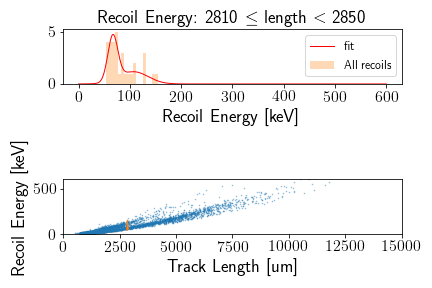 Recoil Energy: 2810 ≤ length < 2850
5
0
fit
All recoils
0 100 200 300 400 500 600
Recoil Energy [keV]
Recoil Energy [keV]
500
0
0 2500 5000 7500 10000 12500 15000
Track Length [um]